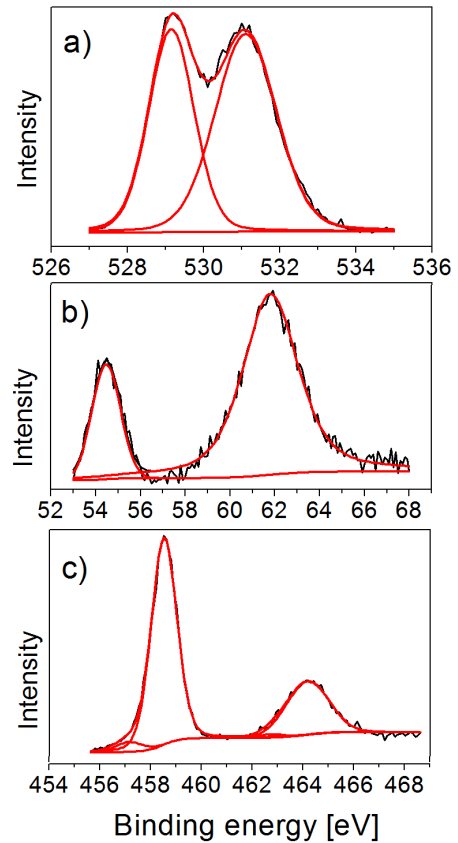 a)
Intensity
526 528 530 532 534 536
b)
Intensity
52 54 56 58 60 62 64 66 68
c)
Intensity
454 456 458 460 462 464 466 468
Binding energy [eV]